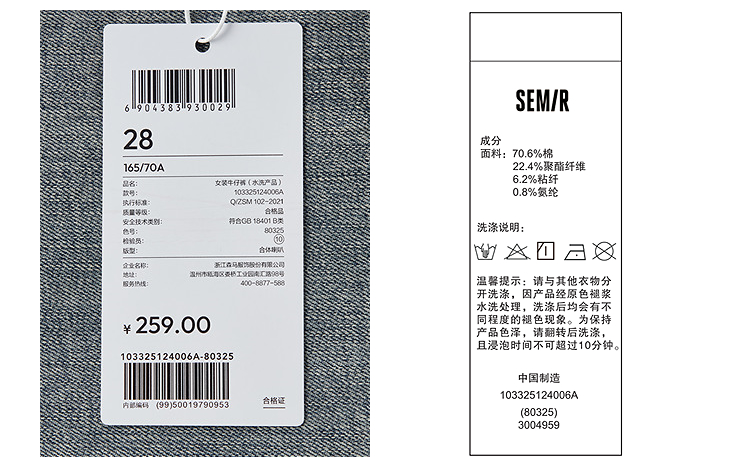 6 904383 930029
28
165/70A
品名： 女装牛仔裤（水洗产品）
款号： 103325124006A
执行标准： Q/ZSM 102-2021
质量等级： 合格品
安全技术类别： 符合GB 18401 B类
色号： 80325
检验员： 10
版型： 合体喇叭
企业名称： 浙江森马服饰股份有限公司
地址： 温州市瓯海区娄桥工业园南汇路98号
服务热线： 400-8877-588
¥ 259.00
103325124006A-80325
内部编码 (99)50019790953
合格证
SEMIR
成分
面料：70.6%棉
22.4%聚酯纤维
6.2%粘纤
0.8%氨纶
洗涤说明：
温馨提示：请与其他衣物分
开洗涤，因产品经原色褪浆
水洗处理，洗涤后均会有不
同程度的褪色现象。为保持
产品色泽，请翻转后洗涤，
且浸泡时间不可超过10分钟。
中国制造
103325124006A
(80325)
3004959